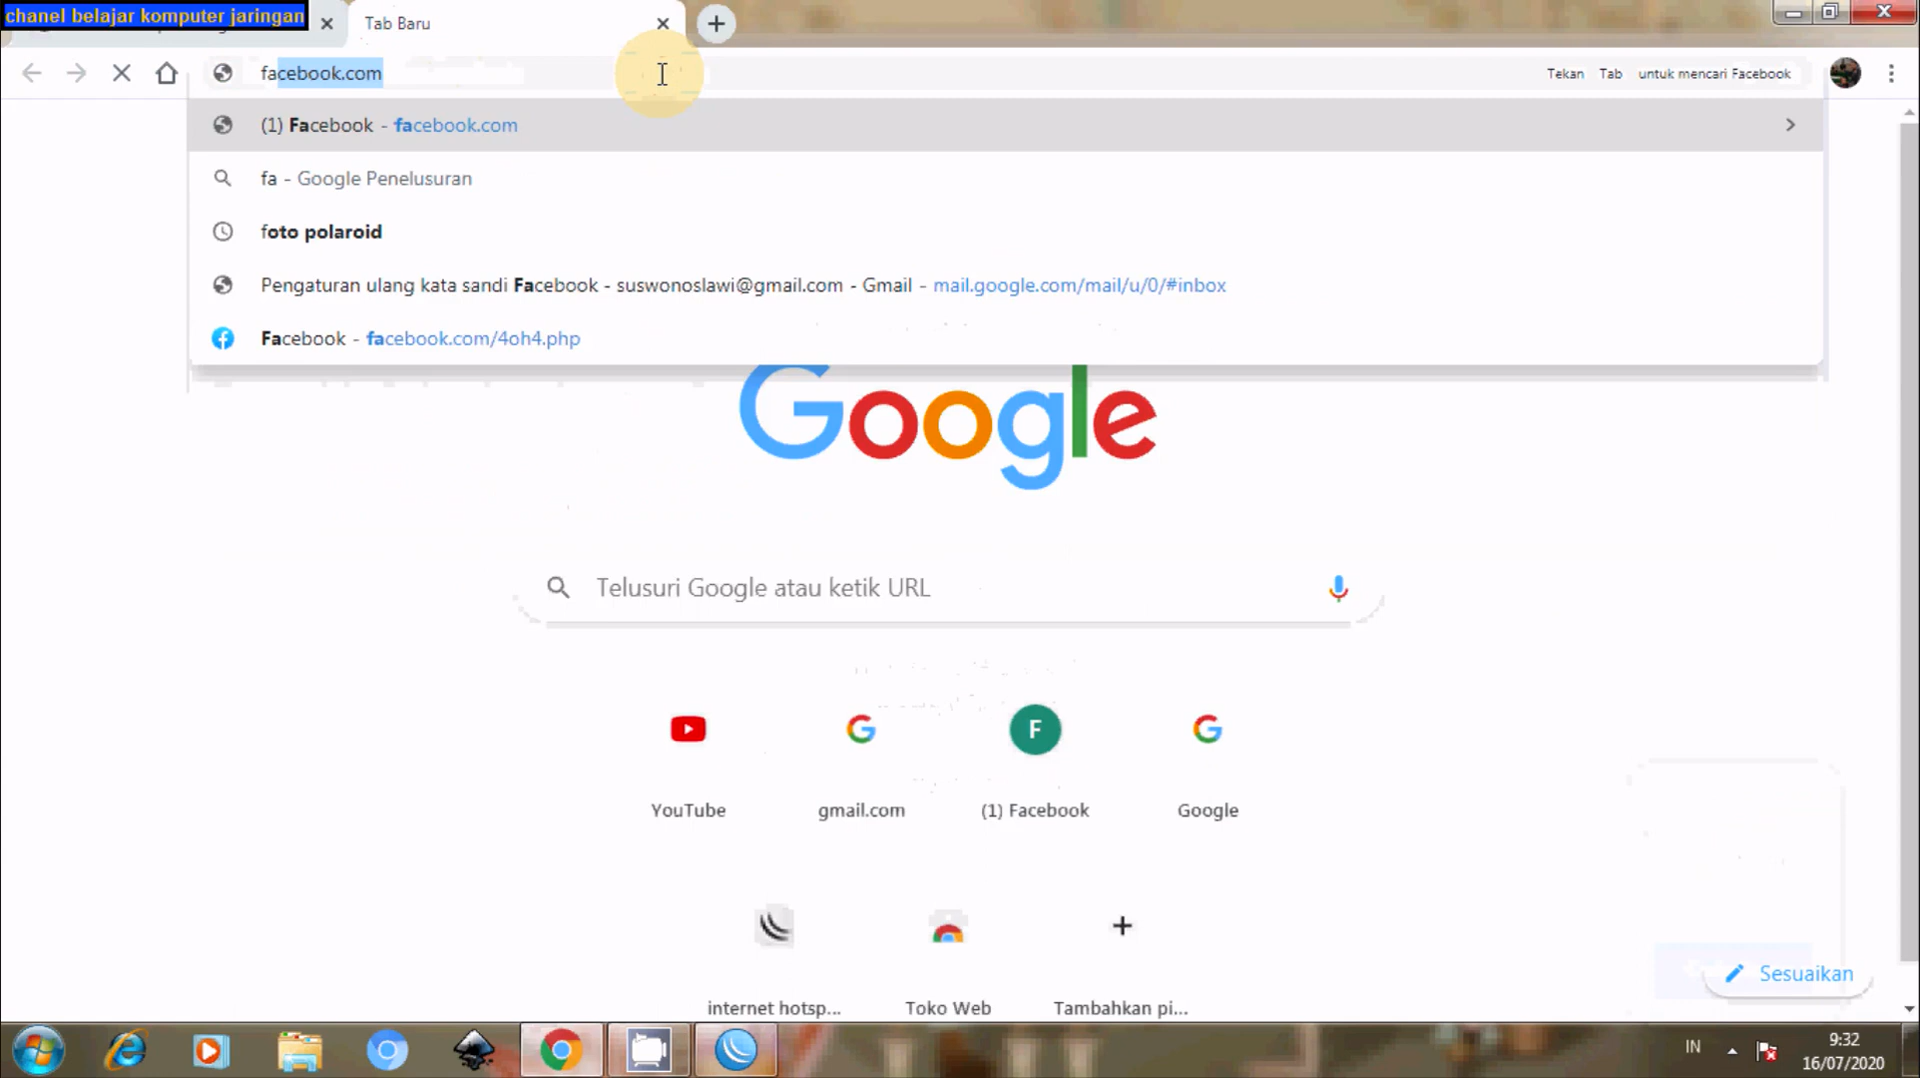 chanel belajar komputer jaringan
Tab Baru
facebook.com
Tekan Tab untuk mencari Facebook
(1) Facebook - facebook.com
fa - Google Penelusuran
foto polaroid
Pengaturan ulang kata sandi Facebook - suswonoslawi@gmail.com - Gmail - mail.google.com/mail/u/0/#inbox
Facebook - facebook.com/4oh4.php
Google
Telusuri Google atau ketik URL
F
YouTube
gmail.com
(1) Facebook
Google
internet hotsp...
Toko Web
Tambahkan pi...
Sesuaikan
IN
9:32
16/07/2020